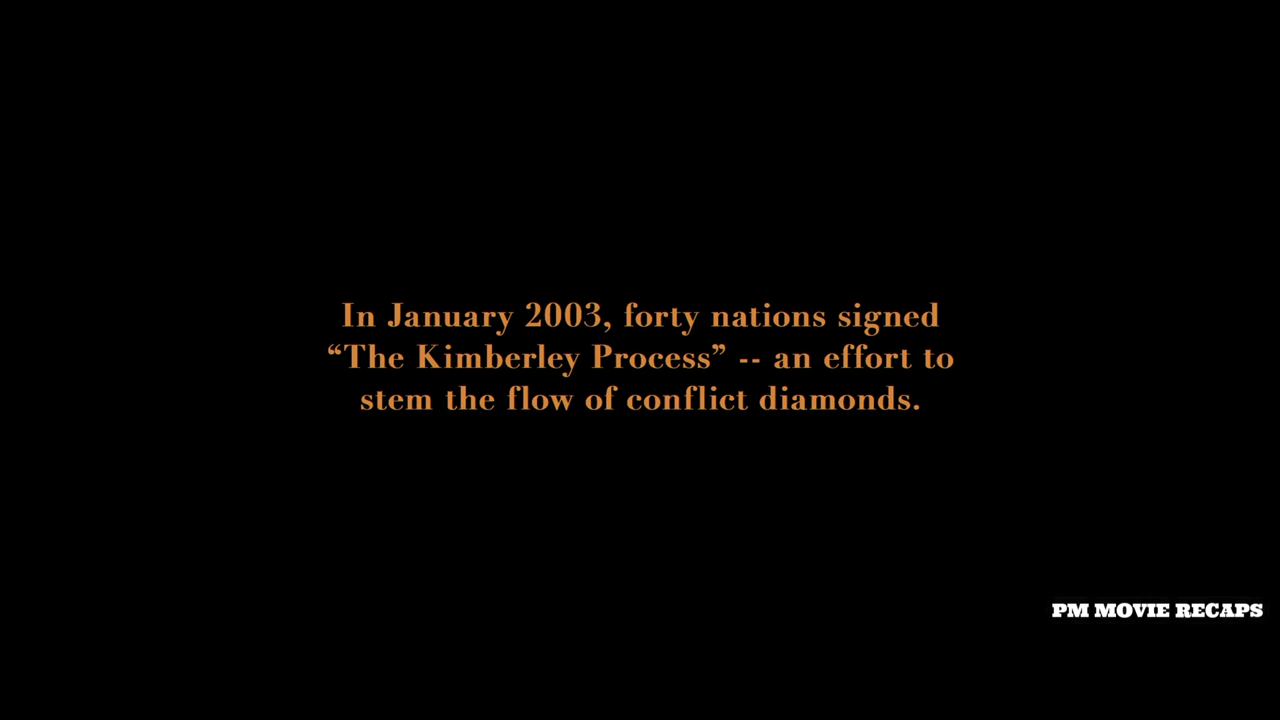 In January 2003, forty nations signed
“The Kimberley Process” -- an effort to
stem the flow of conflict diamonds.
PM MOVIE RECAPS